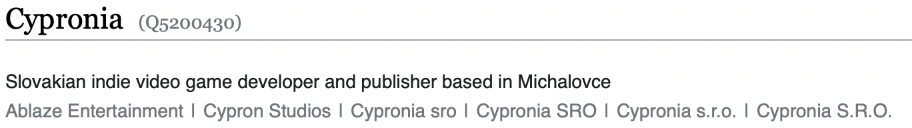 Cypronia (Q5200430)
Slovakian indie video game developer and publisher based in Michalovce
Ablaze Entertainment | Cypron Studios | Cypronia sro | Cypronia SRO | Cypronia s.r.o. | Cypronia S.R.O.